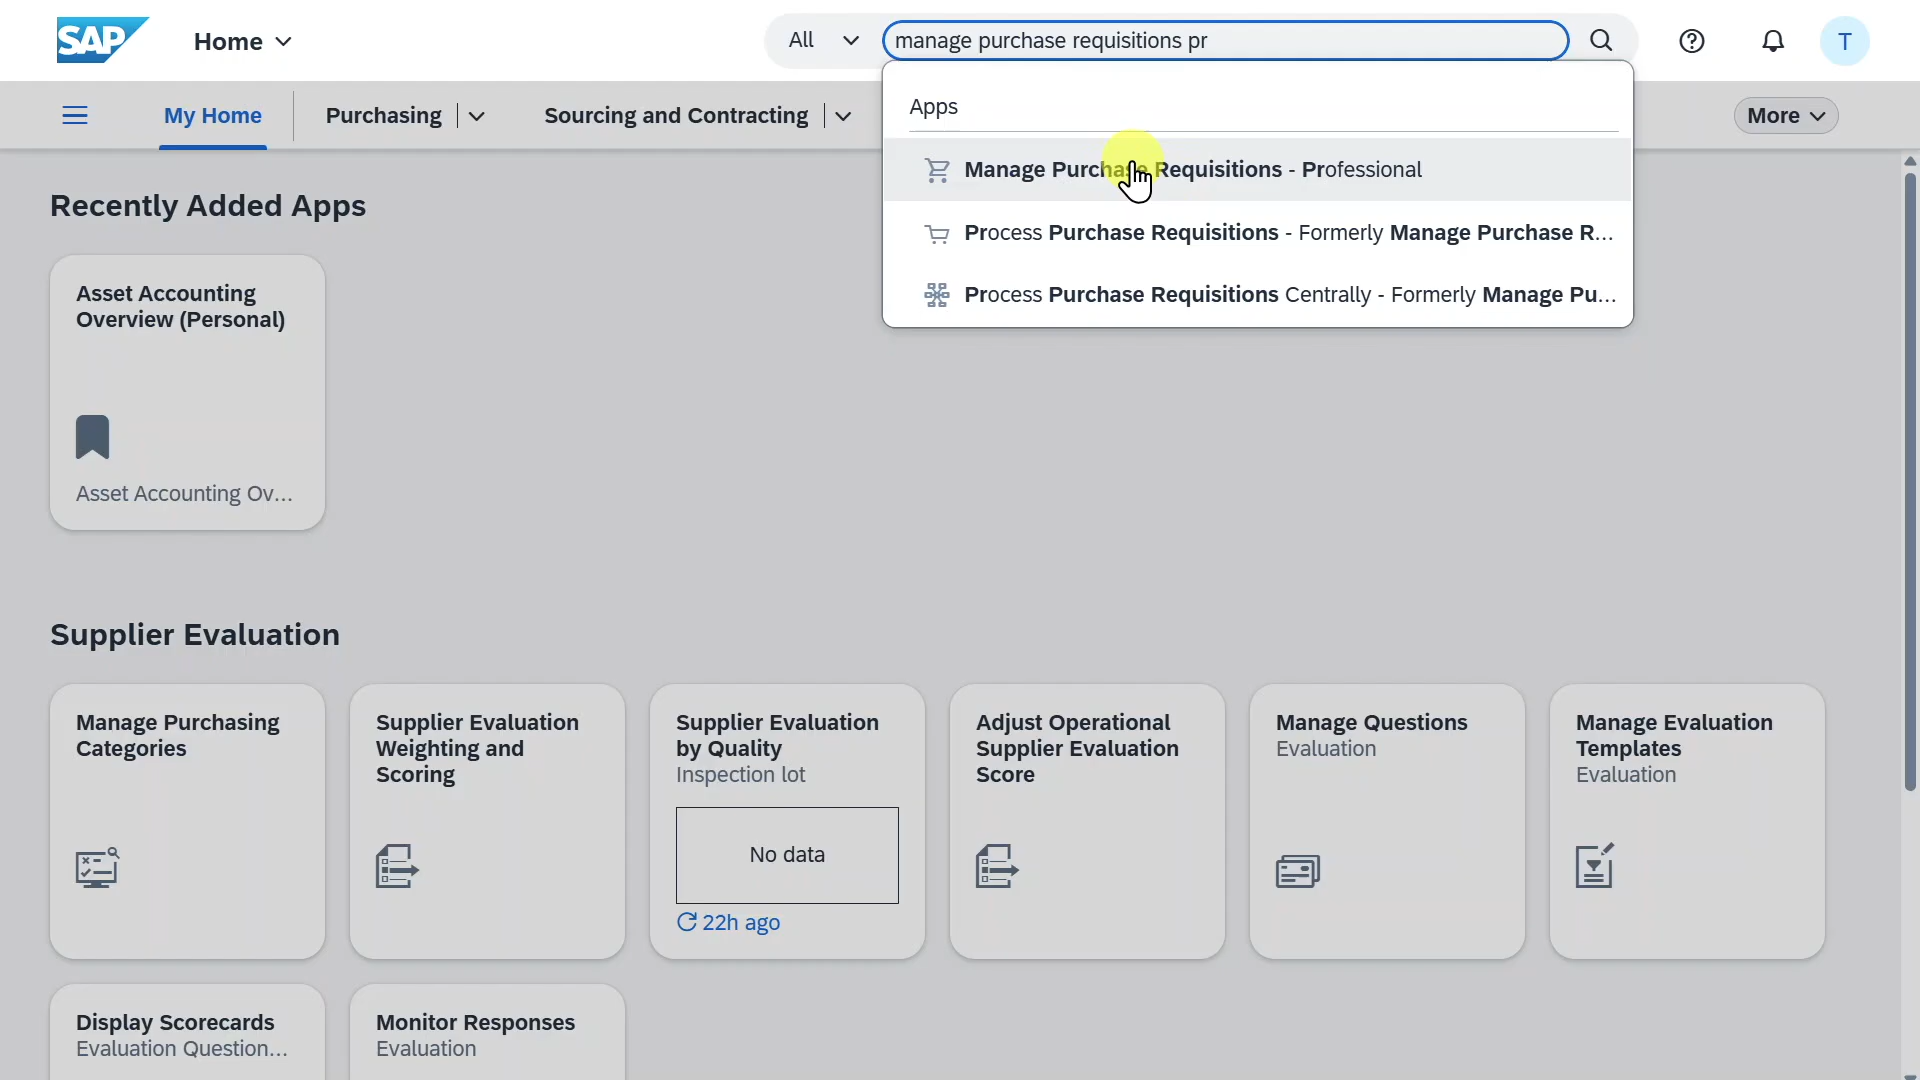 SAP
Home
All
manage purchase requisitions pr
T
My Home
Purchasing
Sourcing and Contracting
More
Apps
Manage Purchase Requisitions - Professional
Process Purchase Requisitions - Formerly Manage Purchase R...
Process Purchase Requisitions Centrally - Formerly Manage Pu...
Recently Added Apps
Asset Accounting
Overview (Personal)
Asset Accounting Ov...
Supplier Evaluation
Manage Purchasing
Categories
Supplier Evaluation
Weighting and
Scoring
Supplier Evaluation
by Quality
Inspection lot
No data
22h ago
Adjust Operational
Supplier Evaluation
Score
Manage Questions
Evaluation
Manage Evaluation
Templates
Evaluation
Display Scorecards
Evaluation Question...
Monitor Responses
Evaluation